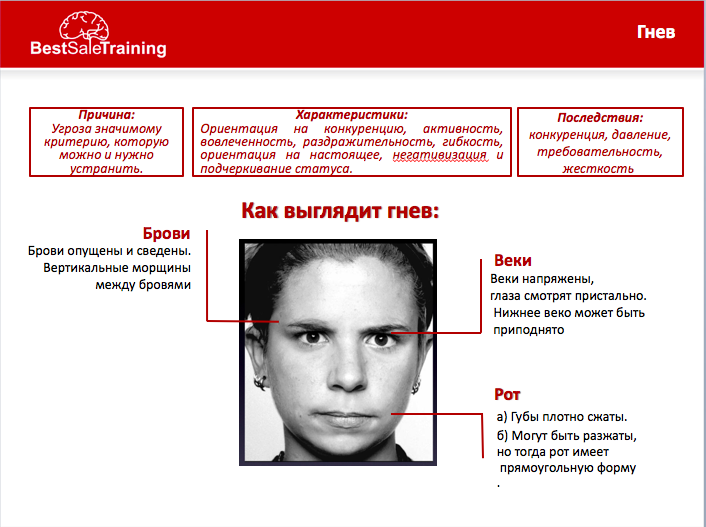 BestSaleTraining
Гнев
Причина:
Угроза значимому
критерию, которую
можно и нужно
устранить.
Характеристики:
Ориентация на конкуренцию, активность,
вовлеченность, раздражительность, гибкость,
ориентация на настоящее, негативизация и
подчеркивание статуса.
Последствия:
конкуренция, давление,
требовательность,
жесткость
Как выглядит гнев:
Брови
Брови опущены и сведены.
Вертикальные морщины
между бровями
Веки
Веки напряжены,
глаза смотрят пристально.
Нижнее веко может быть
приподнято
Рот
а) Губы плотно сжаты.
б) Могут быть разжаты,
но тогда рот имеет
прямоугольную форму
.